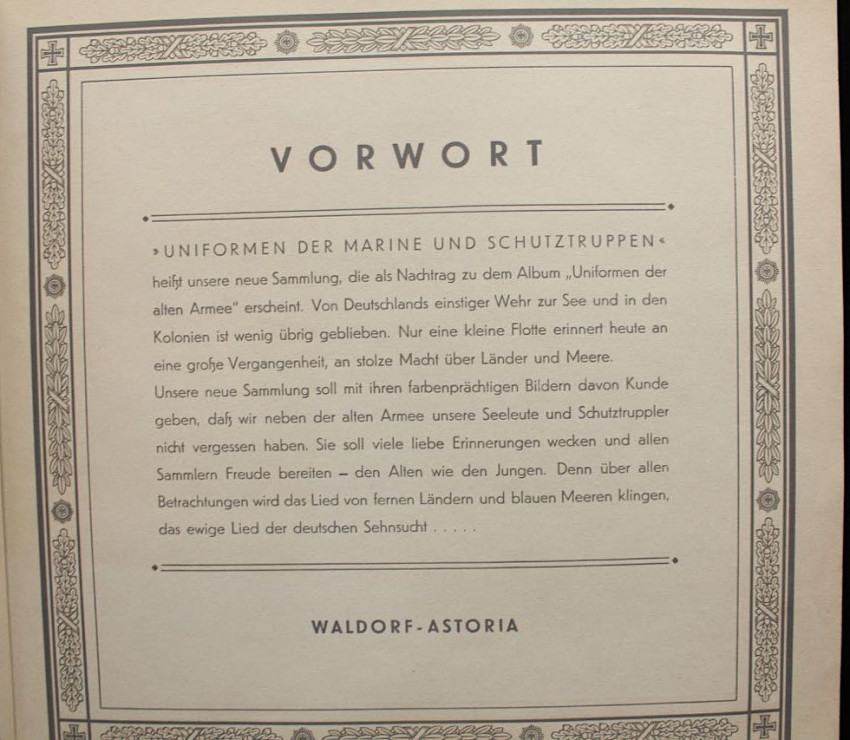 VORWORT
»UNIFORMEN DER MARINE UND SCHUTZTRUPPEN«
heißt unsere neue Sammlung, die als Nachtrag zu dem Album „Uniformen der
alten Armee“ erscheint. Von Deutschlands einstiger Wehr zur See und in den
Kolonien ist wenig übrig geblieben. Nur eine kleine Flotte erinnert heute an
eine große Vergangenheit, an stolze Macht über Länder und Meere.
Unsere neue Sammlung soll mit ihren farbenprächtigen Bildern davon Kunde
geben, daß wir neben der alten Armee unsere Seeleute und Schutztruppler
nicht vergessen haben. Sie soll viele liebe Erinnerungen wecken und allen
Sammlern Freude bereiten – den Alten wie den Jungen. Denn über allen
Betrachtungen wird das Lied von fernen Ländern und blauen Meeren klingen,
das ewige Lied der deutschen Sehnsucht . . . . .
WALDORF-ASTORIA